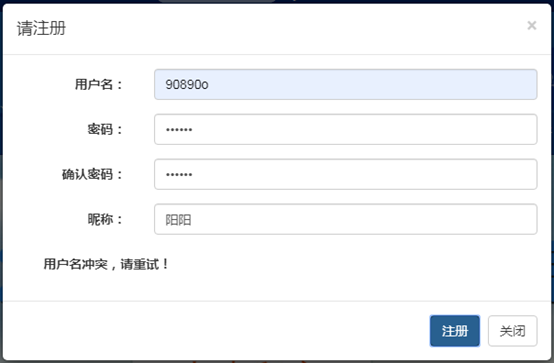 请注册 ×
用户名： 90890o
密码： ••••••
确认密码： ••••••
昵称： 阳阳
用户名冲突，请重试！
注册 关闭